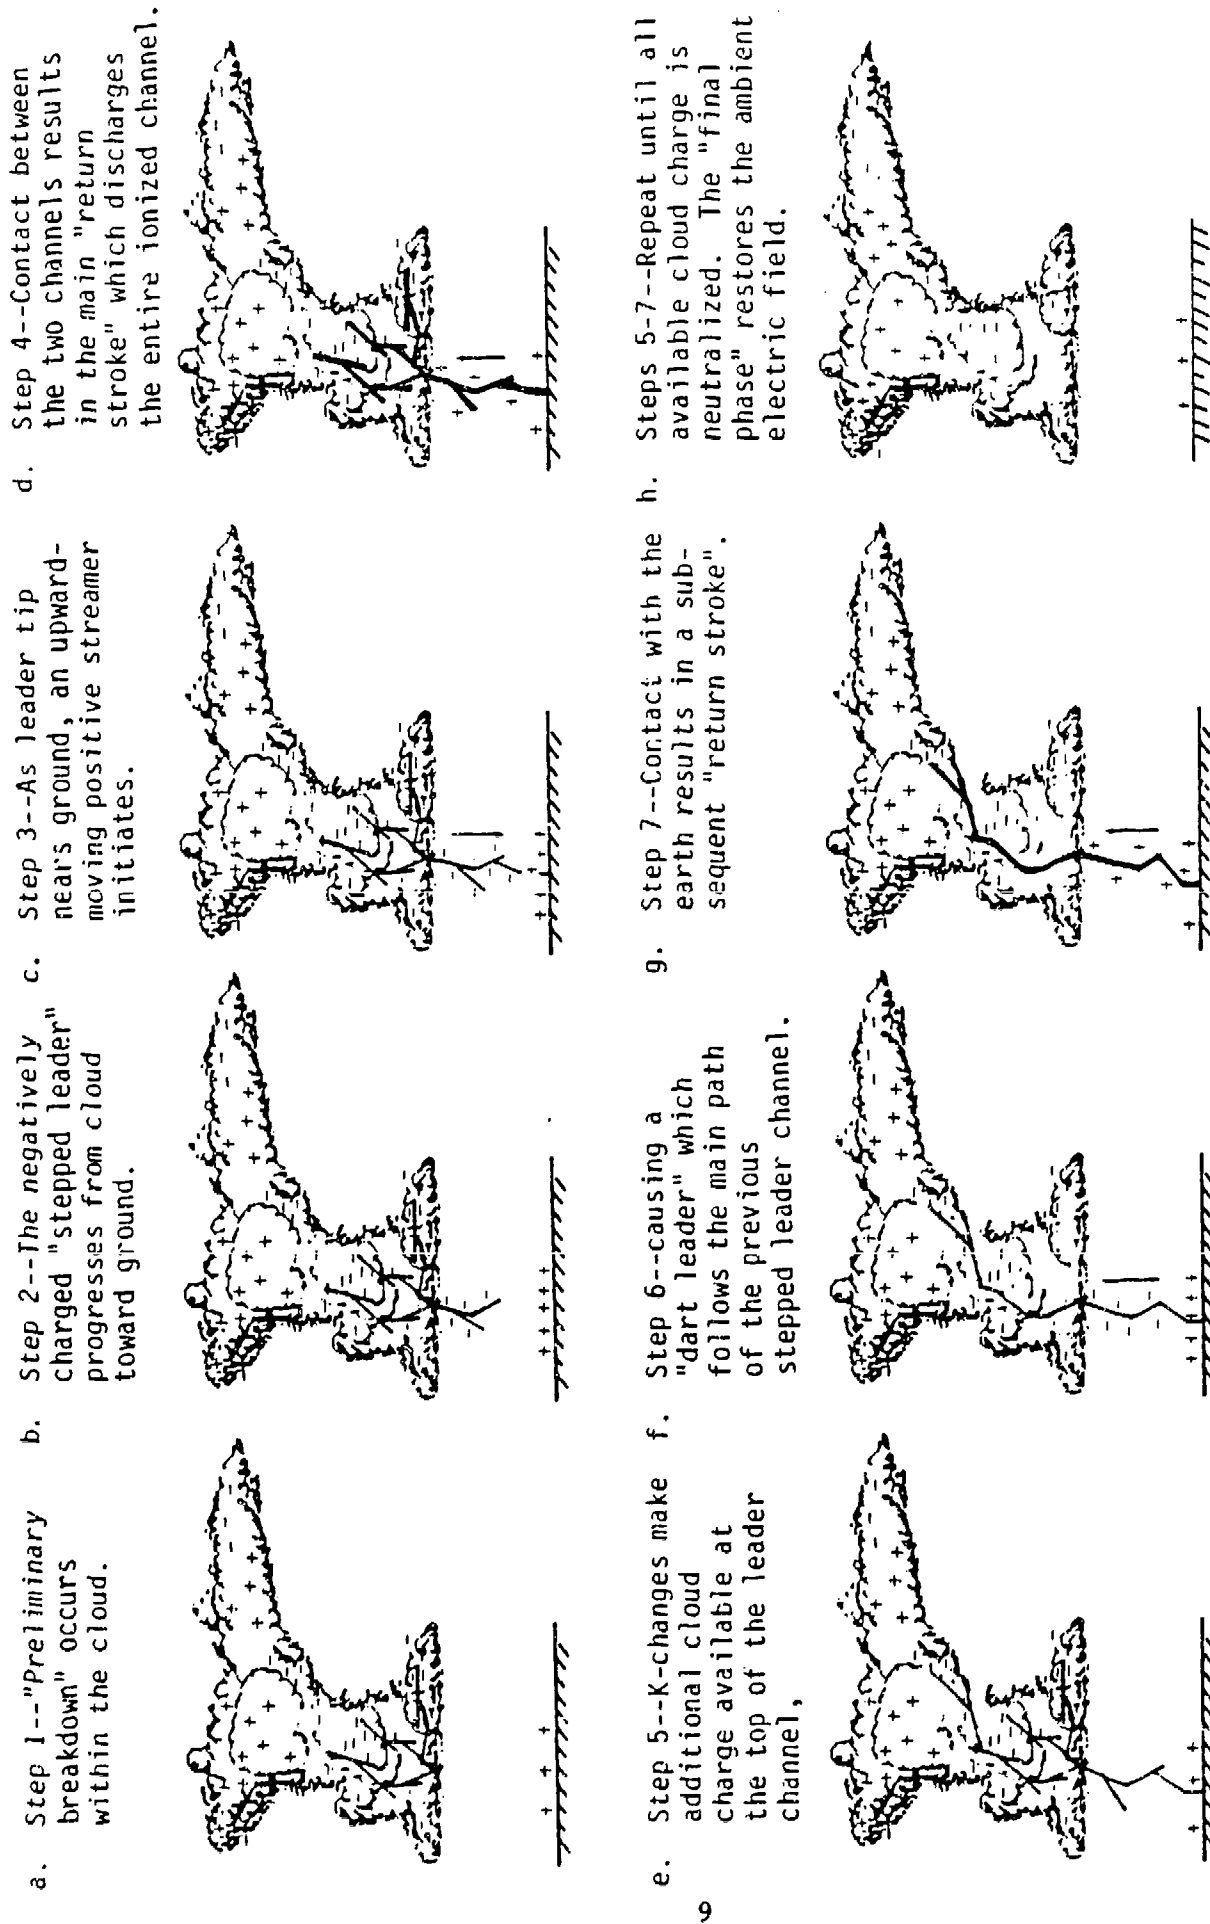 a. Step 1--"Preliminary
breakdown" occurs
within the cloud.
b. Step 2--The negatively
charged "stepped leader"
progresses from cloud
toward ground.
c. Step 3--As leader tip
nears ground, an upward-
moving positive streamer
initiates.
d. Step 4--Contact between
the two channels results
in the main "return
stroke" which discharges
the entire ionized channel.
e. Step 5--K-changes make
additional cloud
charge available at
the top of the leader
channel,
f. Step 6--causing a
"dart leader" which
follows the main path
of the previous
stepped leader channel.
g. Step 7--Contact with the
earth results in a sub-
sequent "return stroke".
h. Steps 5-7--Repeat until all
available cloud charge is
neutralized. The "final
phase" restores the ambient
electric field.
9